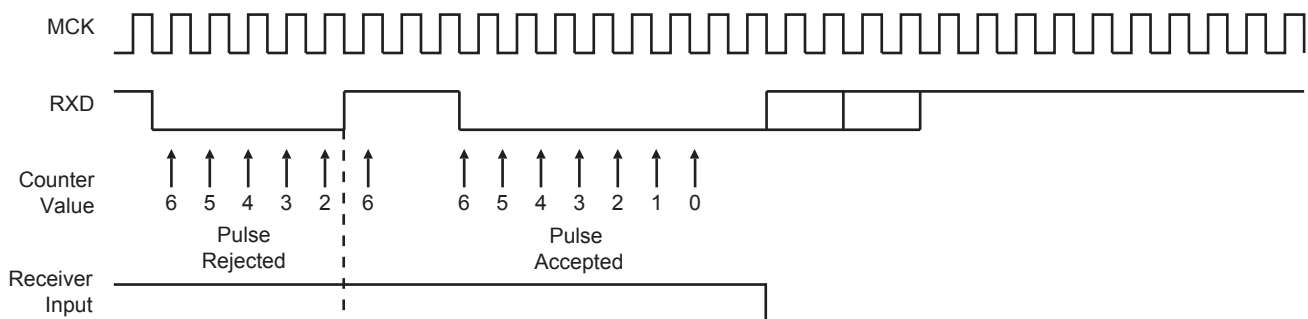 MCK
RXD
Counter
Value
6 5 4 3 2 6 6 5 4 3 2 1 0
Pulse
Rejected
Pulse
Accepted
Receiver
Input